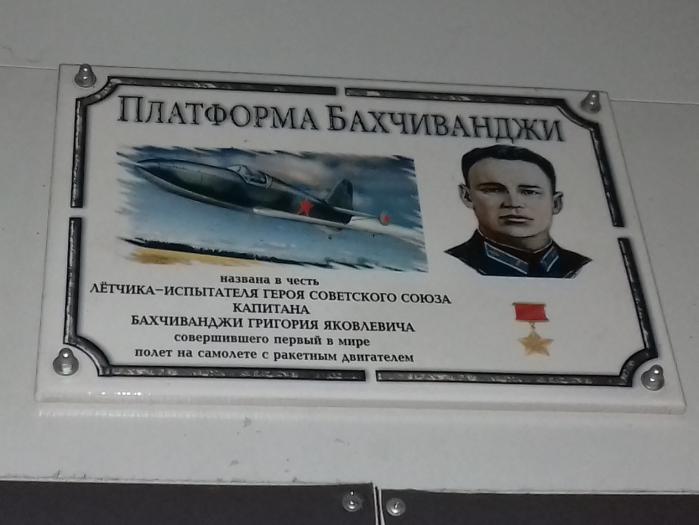 ПЛАТФОРМА БАХЧИВАНДЖИ
названа в честь
ЛЁТЧИКА-ИСПЫТАТЕЛЯ ГЕРОЯ СОВЕТСКОГО СОЮЗА
КАПИТАНА
БАХЧИВАНДЖИ ГРИГОРИЯ ЯКОВЛЕВИЧА
совершившего первый в мире
полет на самолете с ракетным двигателем